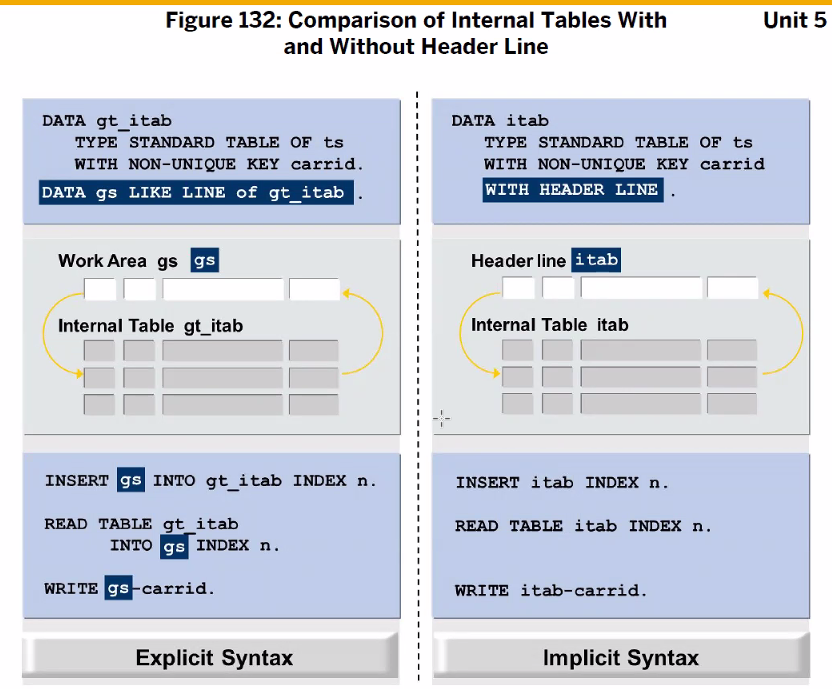 Figure 132: Comparison of Internal Tables With
and Without Header Line
Unit 5
DATA gt_itab
TYPE STANDARD TABLE OF ts
WITH NON-UNIQUE KEY carrid.
DATA gs LIKE LINE of gt_itab .
Work Area gs gs
Internal Table gt_itab
INSERT gs INTO gt_itab INDEX n.
READ TABLE gt_itab
INTO gs INDEX n.
WRITE gs-carrid.
Explicit Syntax
DATA itab
TYPE STANDARD TABLE OF ts
WITH NON-UNIQUE KEY carrid
WITH HEADER LINE .
Header line itab
Internal Table itab
INSERT itab INDEX n.
READ TABLE itab INDEX n.
WRITE itab-carrid.
Implicit Syntax